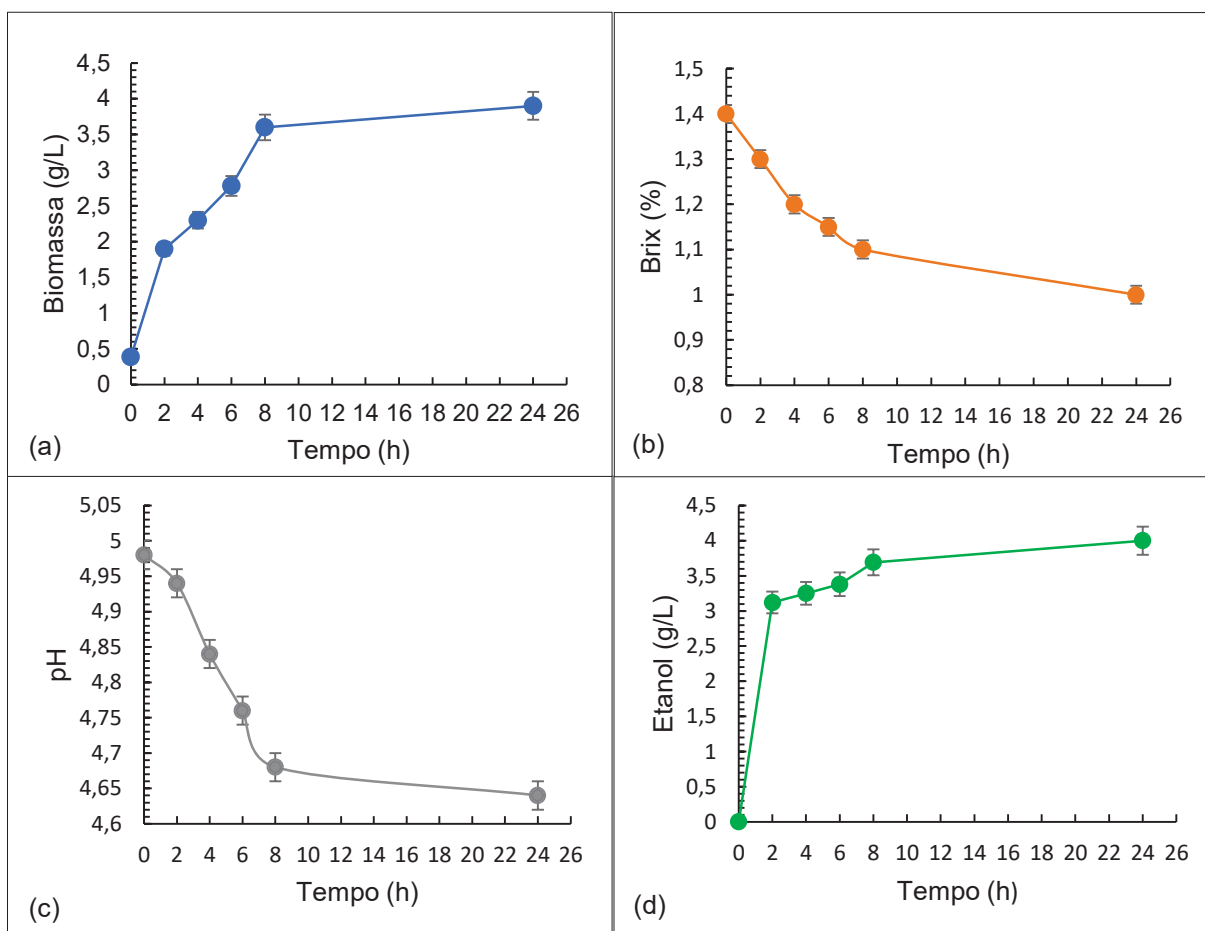 4,5
4
3,5
3
2,5
2
1,5
1
0,5
0
Biomassa (g/L)
0 2 4 6 8 10 12 14 16 18 20 22 24 26
Tempo (h)
(a)
1,5
1,4
1,3
1,2
1,1
1
0,9
0,8
Brix (%)
0 2 4 6 8 10 12 14 16 18 20 22 24 26
Tempo (h)
(b)
5,05
5
4,95
4,9
4,85
4,8
4,75
4,7
4,65
4,6
pH
0 2 4 6 8 10 12 14 16 18 20 22 24 26
Tempo (h)
(c)
4,5
4
3,5
3
2,5
2
1,5
1
0,5
0
Etanol (g/L)
0 2 4 6 8 10 12 14 16 18 20 22 24 26
Tempo (h)
(d)